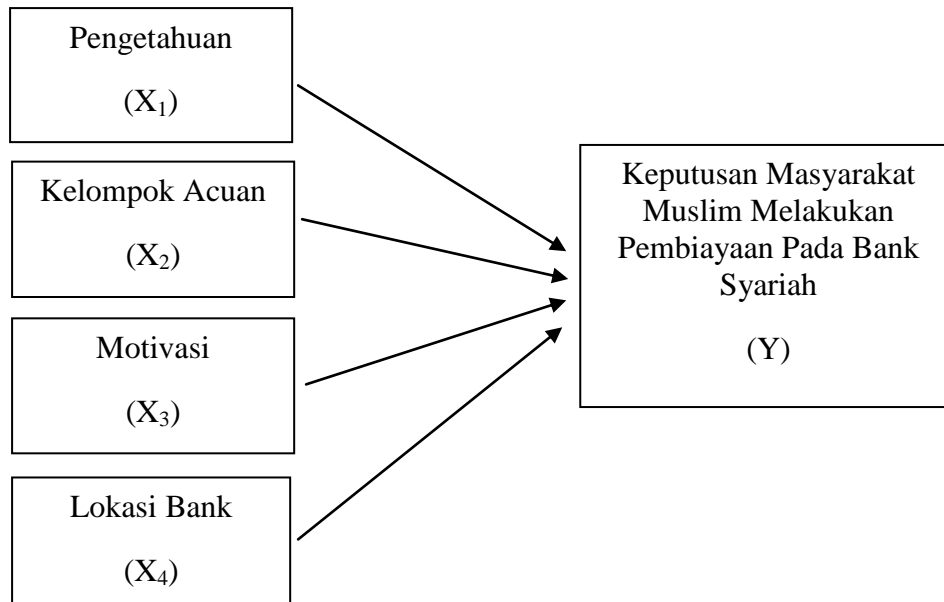 Pengetahuan
(X₁)
Kelompok Acuan
(X₂)
Motivasi
(X₃)
Lokasi Bank
(X₄)
Keputusan Masyarakat
Muslim Melakukan
Pembiayaan Pada Bank
Syariah
(Y)